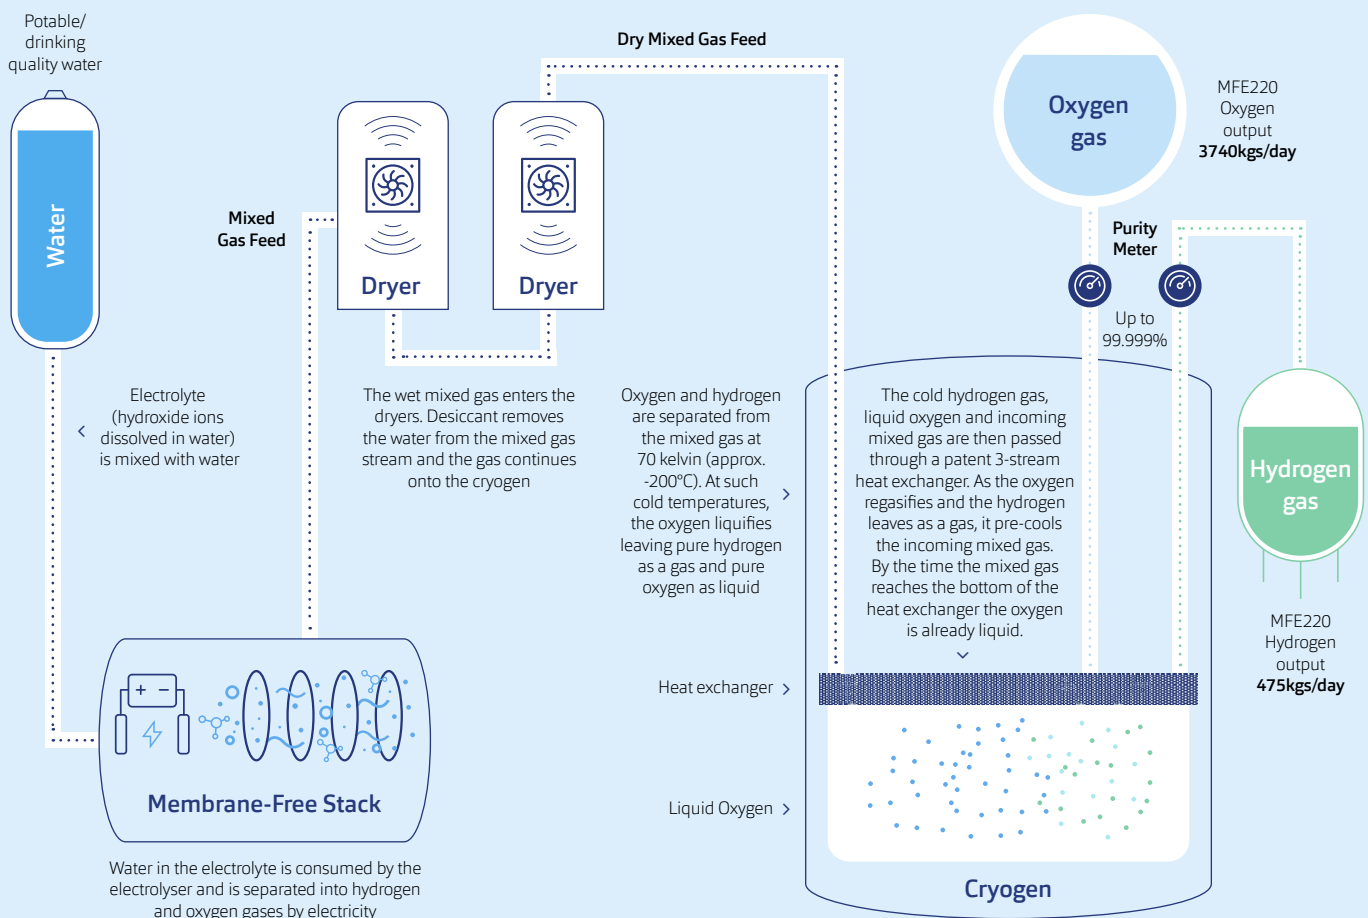 Potable/
drinking
quality water
Water
Electrolyte
(hydroxide ions
dissolved in water)
is mixed with water
+ −
Membrane-Free Stack
Water in the electrolyte is consumed by the
electrolyser and is separated into hydrogen
and oxygen gases by electricity
Mixed
Gas Feed
Dryer
Dryer
The wet mixed gas enters the
dryers. Desiccant removes
the water from the mixed gas
stream and the gas continues
onto the cryogen
Dry Mixed Gas Feed
Oxygen and hydrogen
are separated from
the mixed gas at
70 kelvin (approx.
-200°C). At such
cold temperatures,
the oxygen liquifies
leaving pure hydrogen
as a gas and pure
oxygen as liquid
The cold hydrogen gas,
liquid oxygen and incoming
mixed gas are then passed
through a patent 3-stream
heat exchanger. As the oxygen
regasifies and the hydrogen
leaves as a gas, it pre-cools
the incoming mixed gas.
By the time the mixed gas
reaches the bottom of the
heat exchanger the oxygen
is already liquid.
Heat exchanger
Liquid Oxygen
Cryogen
Oxygen
gas
MFE220
Oxygen
output
3740kgs/day
Purity
Meter
Up to
99.999%
Hydrogen
gas
MFE220
Hydrogen
output
475kgs/day